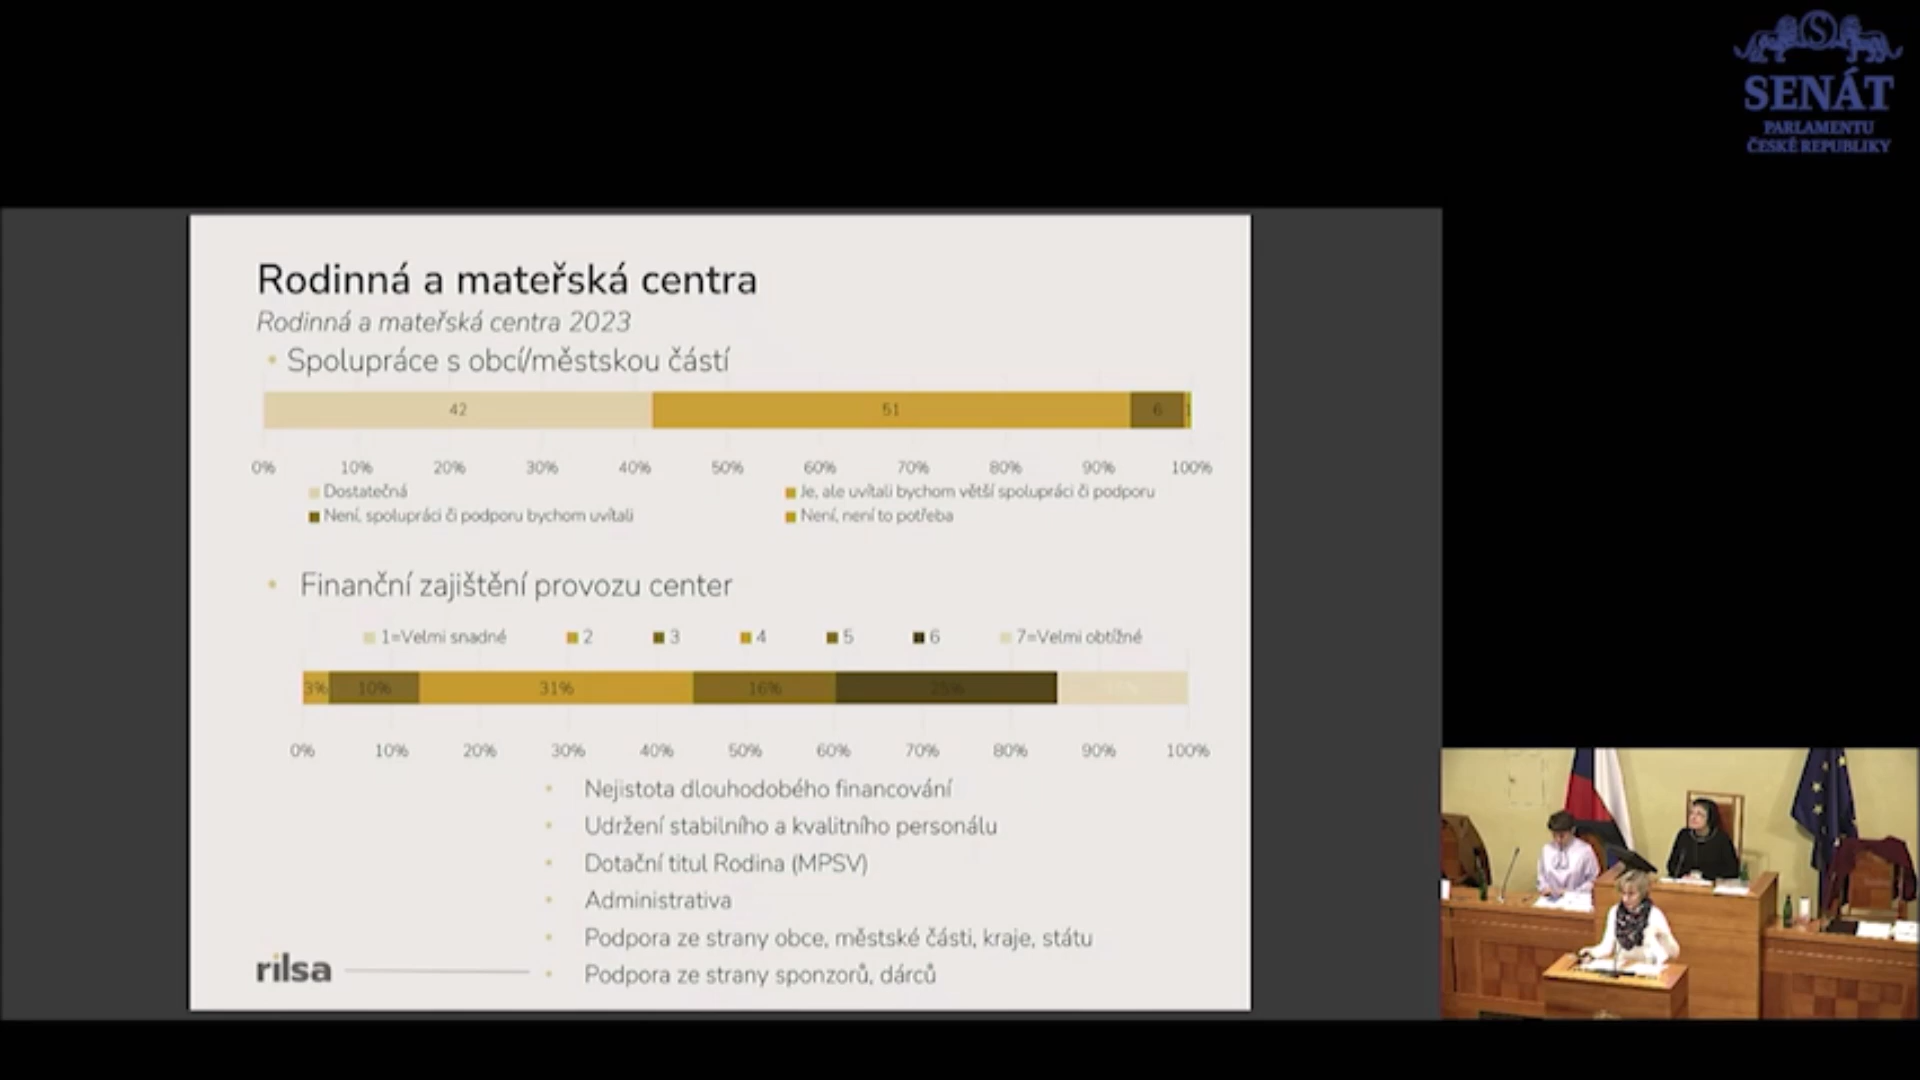 SENÁT
PARLAMENTU
ČESKÉ REPUBLIKY
Rodinná a mateřská centra
Rodinná a mateřská centra 2023
• Spolupráce s obcí/městskou částí
42 51 6 1
0% 10% 20% 30% 40% 50% 60% 70% 80% 90% 100%
Dostatečná Je, ale uvítali bychom větší spolupráci či podporu
Není, spolupráci či podporu bychom uvítali Není, není to potřeba
• Finanční zajištění provozu center
1=Velmi snadné 2 3 4 5 6 7=Velmi obtížné
3% 10% 31% 16% 25%
0% 10% 20% 30% 40% 50% 60% 70% 80% 90% 100%
• Nejistota dlouhodobého financování
• Udržení stabilního a kvalitního personálu
• Dotační titul Rodina (MPSV)
• Administrativa
• Podpora ze strany obce, městské části, kraje, státu
• Podpora ze strany sponzorů, dárců
rilsa